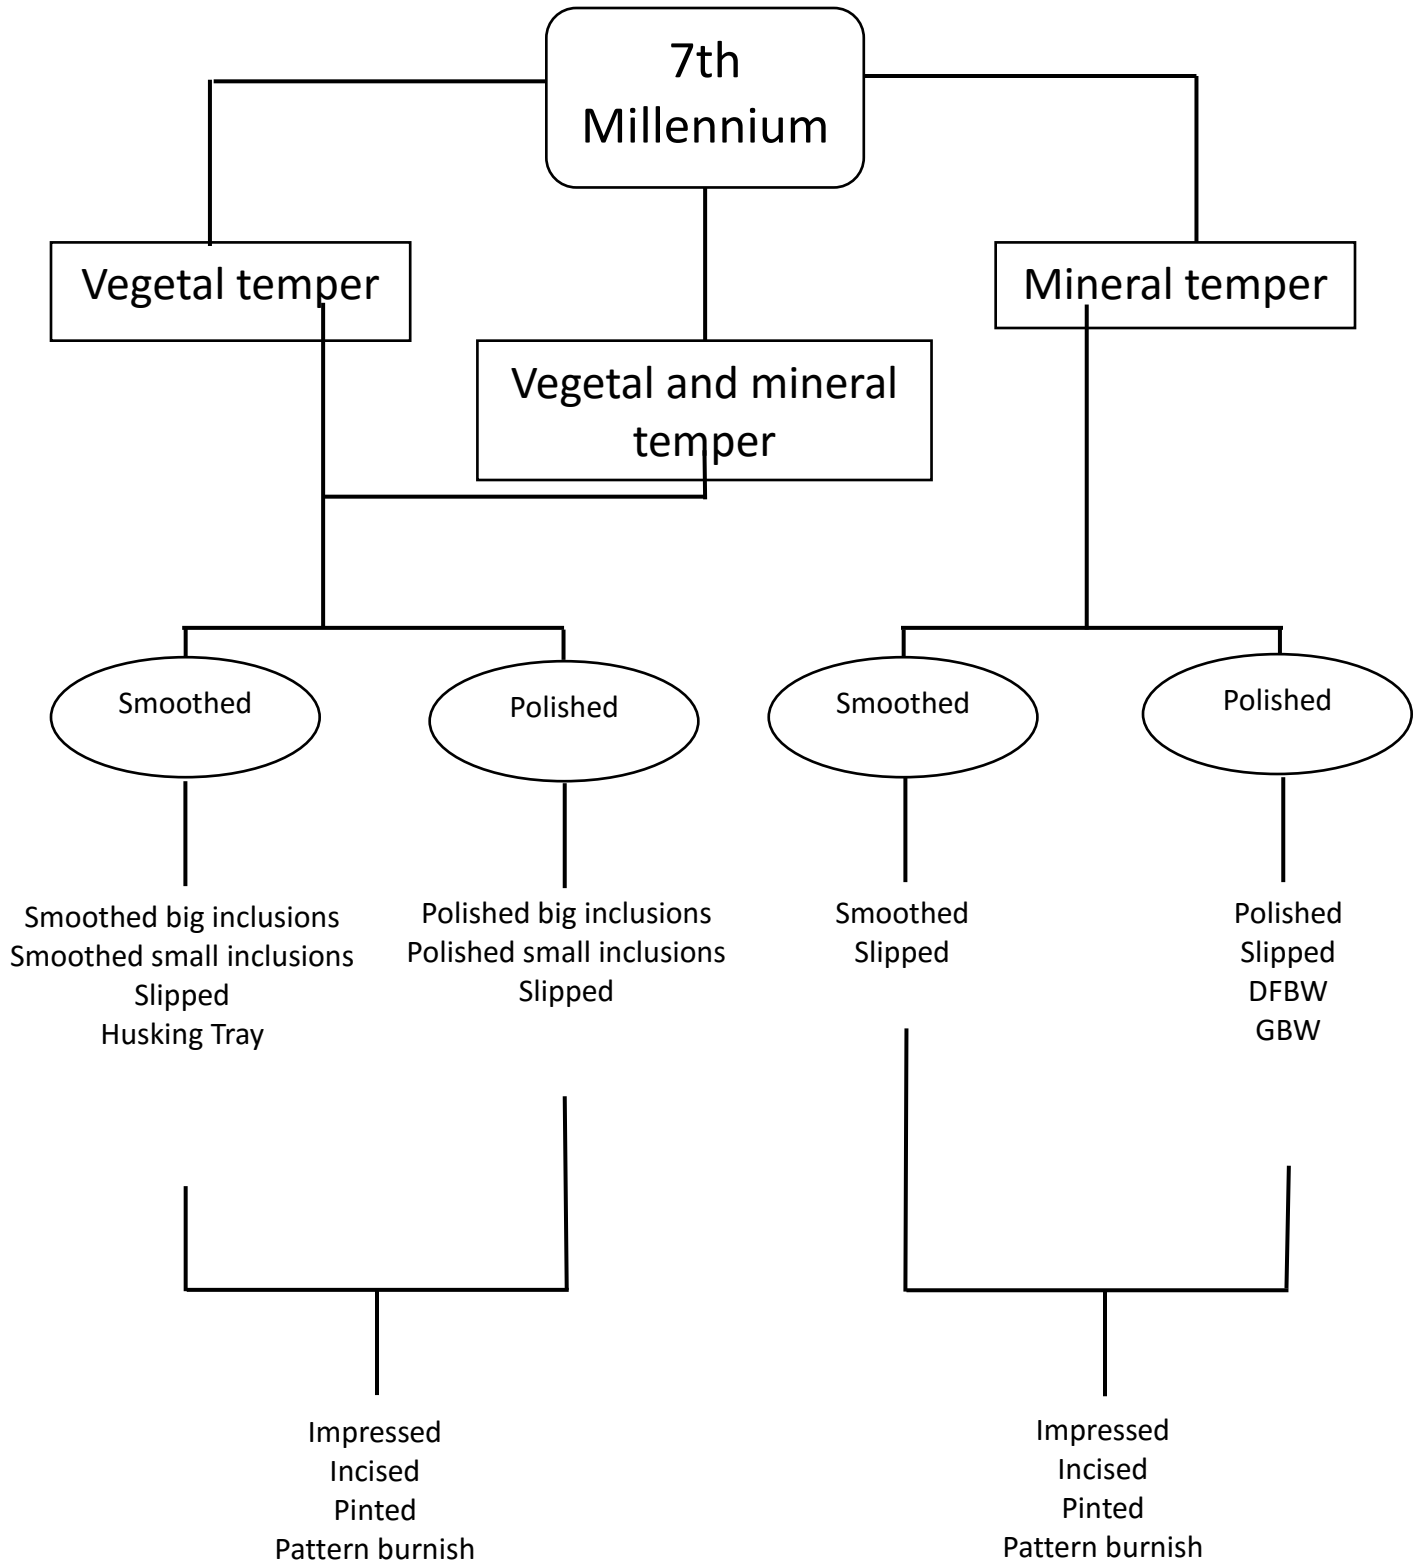 7th
Millennium
Vegetal temper
Mineral temper
Vegetal and mineral
temper
Smoothed
Polished
Smoothed
Polished
Smoothed big inclusions
Smoothed small inclusions
Slipped
Husking Tray
Polished big inclusions
Polished small inclusions
Slipped
Smoothed
Slipped
Polished
Slipped
DFBW
GBW
Impressed
Incised
Pinted
Pattern burnish
Impressed
Incised
Pinted
Pattern burnish